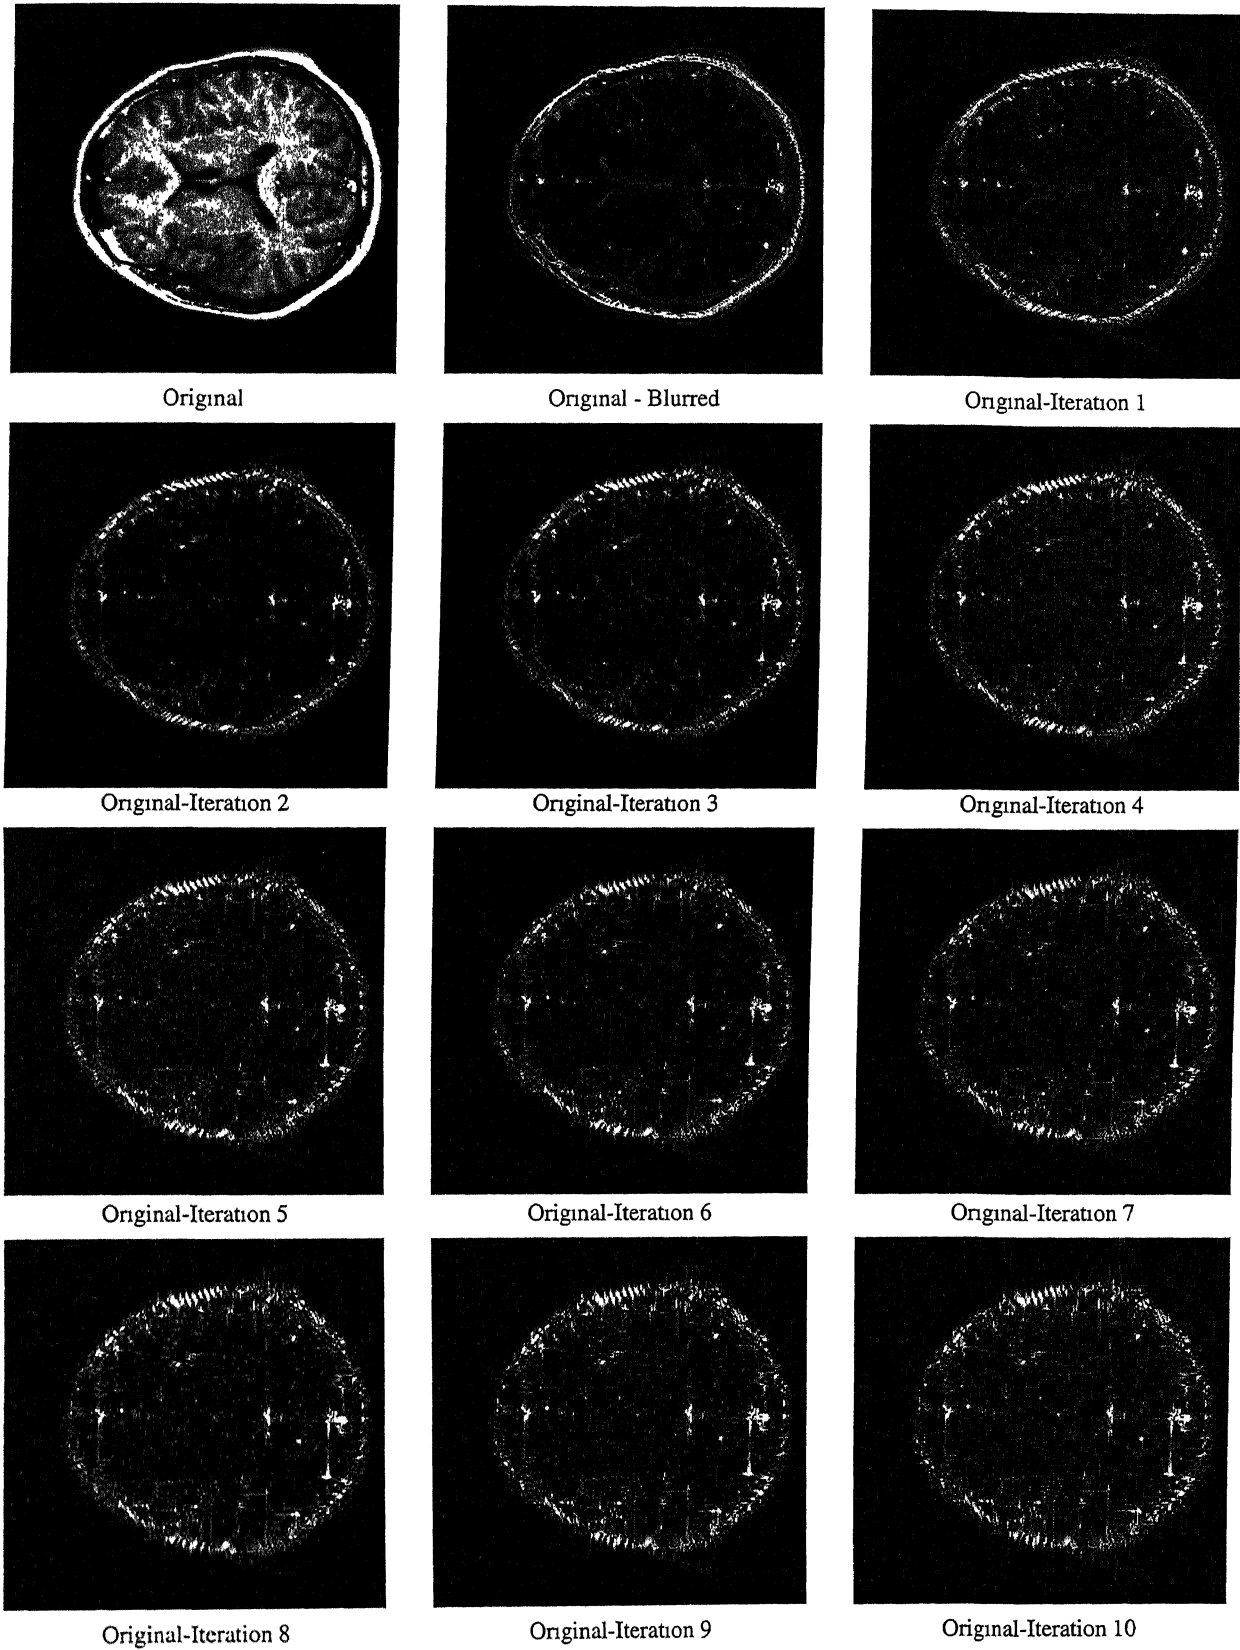 Original
Original - Blurred
Original-Iteration 1
Original-Iteration 2
Original-Iteration 3
Original-Iteration 4
Original-Iteration 5
Original-Iteration 6
Original-Iteration 7
Original-Iteration 8
Original-Iteration 9
Original-Iteration 10